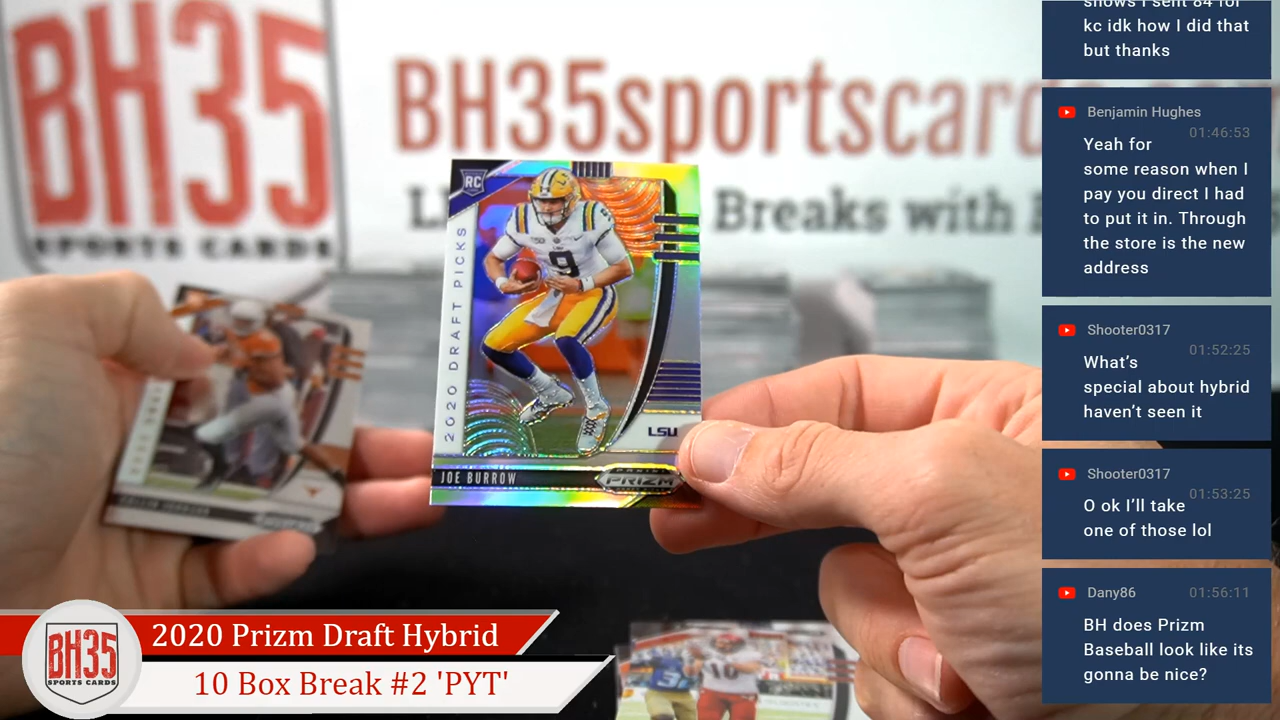 BH35
SPORTS CARDS
BH35sportscar
Breaks with
RC
2020 DRAFT PICKS
9
LSU
JOE BURROW
PANINI
PRIZM
2020 Prizm Draft Hybrid
10 Box Break #2 'PYT'
BH35
SPORTS CARDS
shows I sent 84 for
kc idk how I did that
but thanks
Benjamin Hughes
01:46:53
Yeah for
some reason when I
pay you direct I had
to put it in. Through
the store is the new
address
Shooter0317
01:52:25
What's
special about hybrid
haven't seen it
Shooter0317
01:53:25
O ok I'll take
one of those lol
Dany86
01:56:11
BH does Prizm
Baseball look like its
gonna be nice?